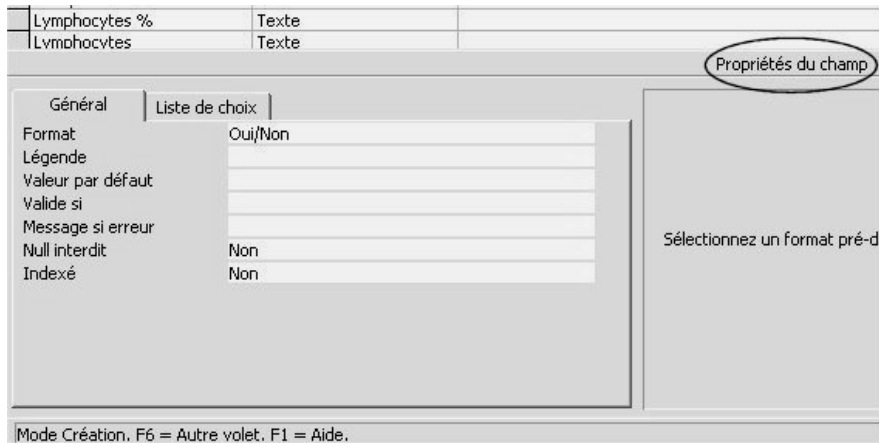 Lymphocytes % Texte
Lymphocytes Texte
Propriétés du champ
Général Liste de choix
Format Oui/Non
Légende
Valeur par défaut
Valide si
Message si erreur
Null interdit Non
Indexé Non
Sélectionnez un format pré-d
Mode Création. F6 = Autre volet. F1 = Aide.